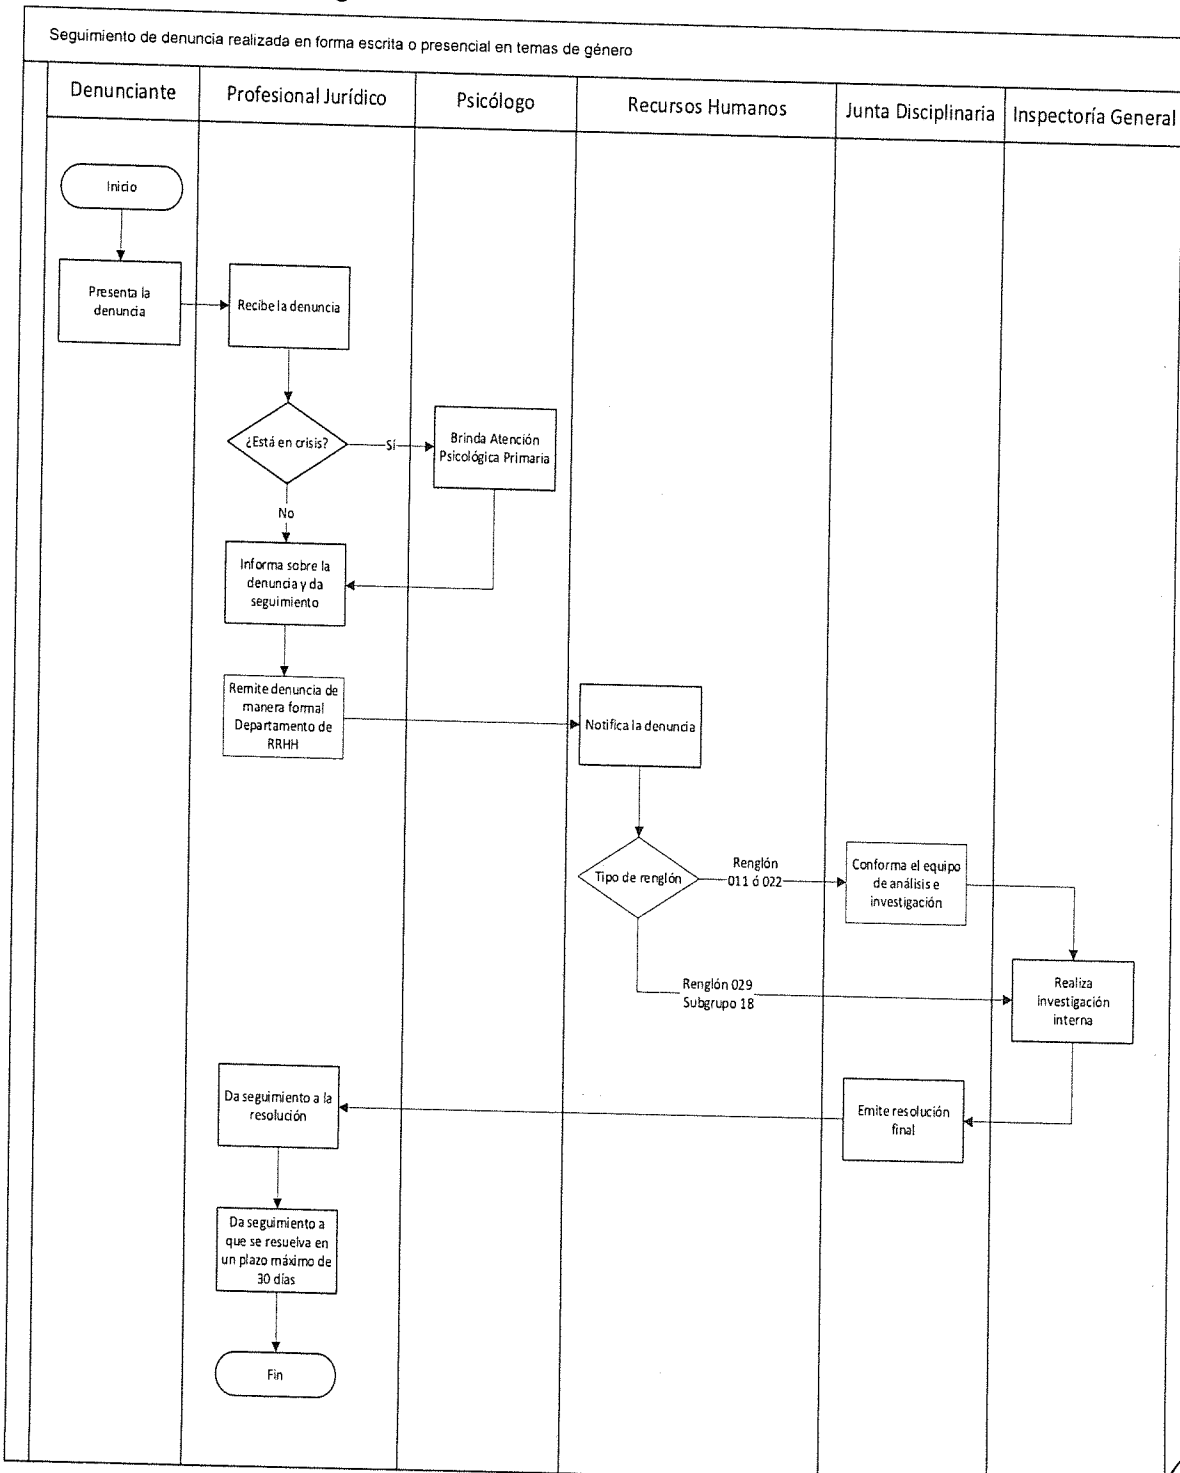 Seguimiento de denuncia realizada en forma escrita o presencial en temas de género
Denunciante
Profesional Jurídico
Psicólogo
Recursos Humanos
Junta Disciplinaria
Inspectoría General
Inicio
Presenta la
denuncia
Recibe la denuncia
¿Está en crisis?
Sí
Brinda Atención
Psicológica Primaria
No
Informa sobre la
denuncia y da
seguimiento
Remite denuncia de
manera formal
Departamento de
RRHH
Notifica la denuncia
Tipo de renglón
Renglón
011 ó 022
Conforma el equipo
de análisis e
investigación
Renglón 029
Subgrupo 18
Realiza
investigación
interna
Emite resolución
final
Da seguimiento a la
resolución
Da seguimiento a
que se resuelva en
un plazo máximo de
30 días
Fin